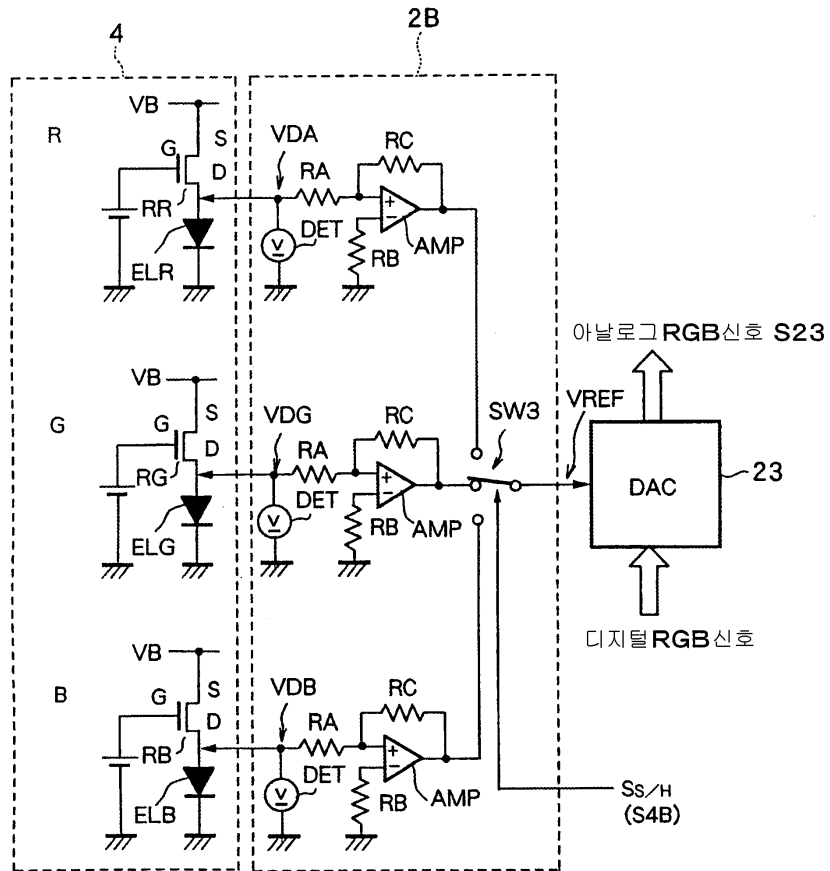 4
2B
R
VB
G
S
D
RR
ELR
VDA
RA
RC
DET
V
+
−
RB
AMP
아날로그 RGB신호 S23
G
VB
G
S
D
RG
ELG
VDG
RA
RC
DET
V
+
−
RB
AMP
SW3
VREF
DAC
23
디지털 RGB신호
B
VB
G
S
D
RB
ELB
VDB
RA
RC
DET
V
+
−
RB
AMP
SS/H
(S4B)